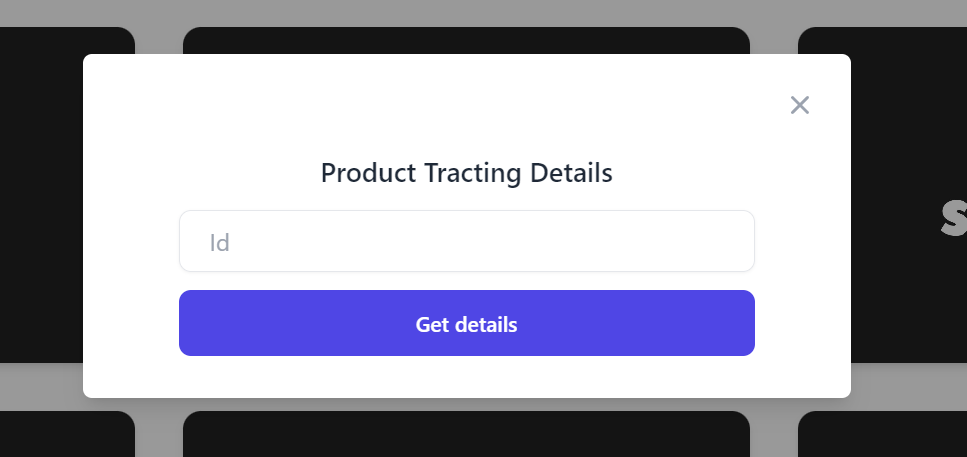 Product Tracting Details
Id
Get details